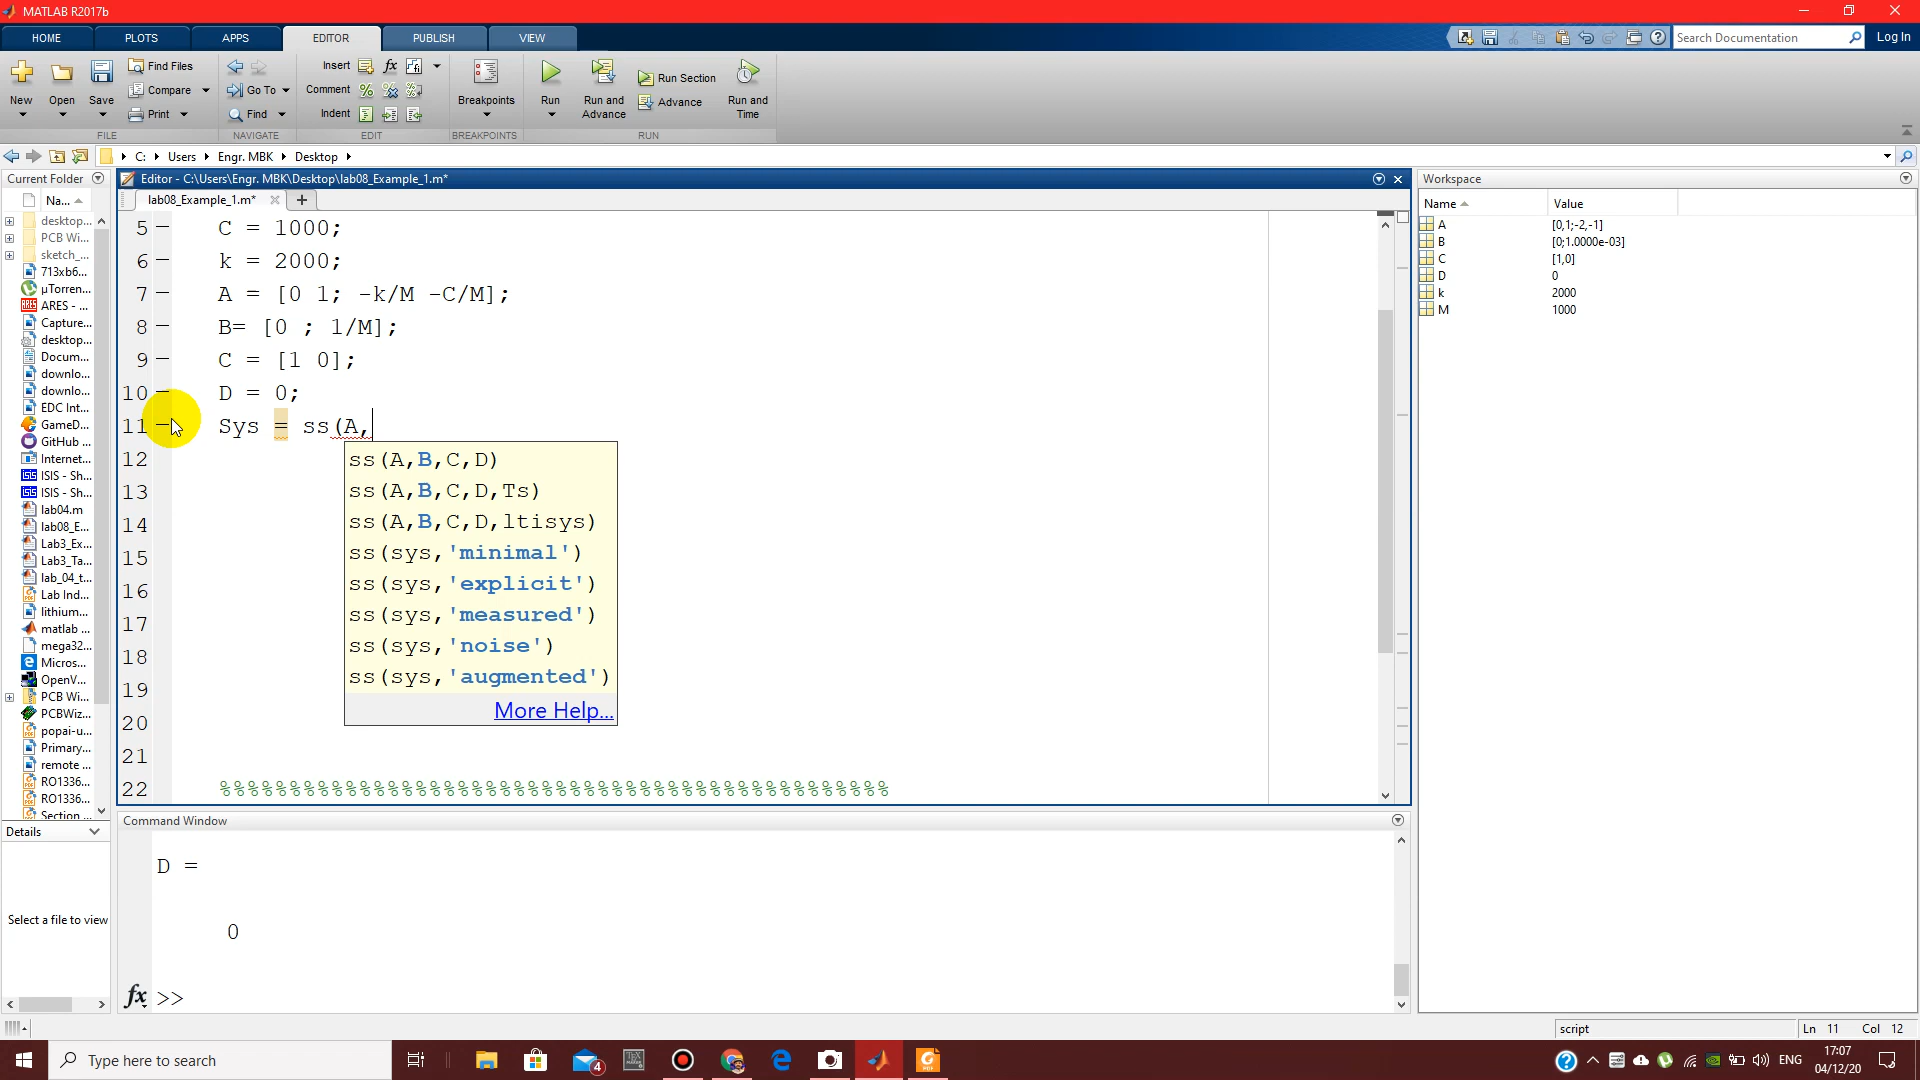 MATLAB R2017b
HOME
PLOTS
APPS
EDITOR
PUBLISH
VIEW
Search Documentation
Log In
New
Open
Save
Find Files
Compare
Print
FILE
Go To
Find
NAVIGATE
Insert
fx
Comment
%
Indent
EDIT
Breakpoints
BREAKPOINTS
Run
Run and Advance
Run Section
Advance
Run and Time
RUN
C: Users Engr. MBK Desktop
Current Folder
Na...
desktop...
PCB Wi...
sketch_...
713xb6...
µTorren...
ARES - ...
Capture...
desktop...
Docum...
downlo...
downlo...
EDC Int...
GameD...
GitHub ...
Internet...
ISIS - Sh...
ISIS - Sh...
lab04.m
lab08_E...
Lab3_Ex...
Lab3_Ta...
lab_04_t...
Lab Ind...
lithium...
matlab ...
mega32...
Micros...
OpenV...
PCB Wi...
PCBWiz...
popai-u...
Primary...
remote ...
RO1336...
RO1336...
Section ...
Details
Select a file to view
Editor - C:\Users\Engr. MBK\Desktop\lab08_Example_1.m*
lab08_Example_1.m*
5 C = 1000;
6 k = 2000;
7 A = [0 1; -k/M -C/M];
8 B= [0 ; 1/M];
9 C = [1 0];
10 D = 0;
11 Sys = ss(A,
12
13
14
15
16
17
18
19
20
21
22 %%%%%%%%%%%%%%%%%%%%%%%%%%%%%%%%%%%%%%%%%%%%%%%%
ss(A,B,C,D)
ss(A,B,C,D,Ts)
ss(A,B,C,D,ltisys)
ss(sys,'minimal')
ss(sys,'explicit')
ss(sys,'measured')
ss(sys,'noise')
ss(sys,'augmented')
More Help...
Command Window
D =
0
fx >>
Workspace
Name Value
A [0,1;-2,-1]
B [0;1.0000e-03]
C [1,0]
D 0
k 2000
M 1000
script
Ln 11 Col 12
Type here to search
4
ENG
17:07
04/12/20